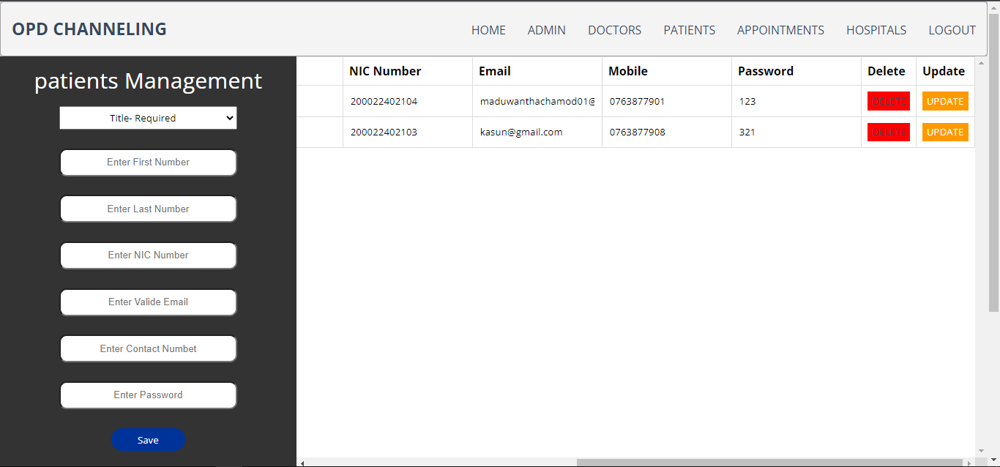 OPD CHANNELING
HOME ADMIN DOCTORS PATIENTS APPOINTMENTS HOSPITALS LOGOUT
patients Management
Title- Required
Enter First Number
Enter Last Number
Enter NIC Number
Enter Valide Email
Enter Contact Numbet
Enter Password
Save
NIC Number Email Mobile Password Delete Update
200022402104 maduwanthachamod01@ 0763877901 123 DELETE UPDATE
200022402103 kasun@gmail.com 0763877908 321 DELETE UPDATE